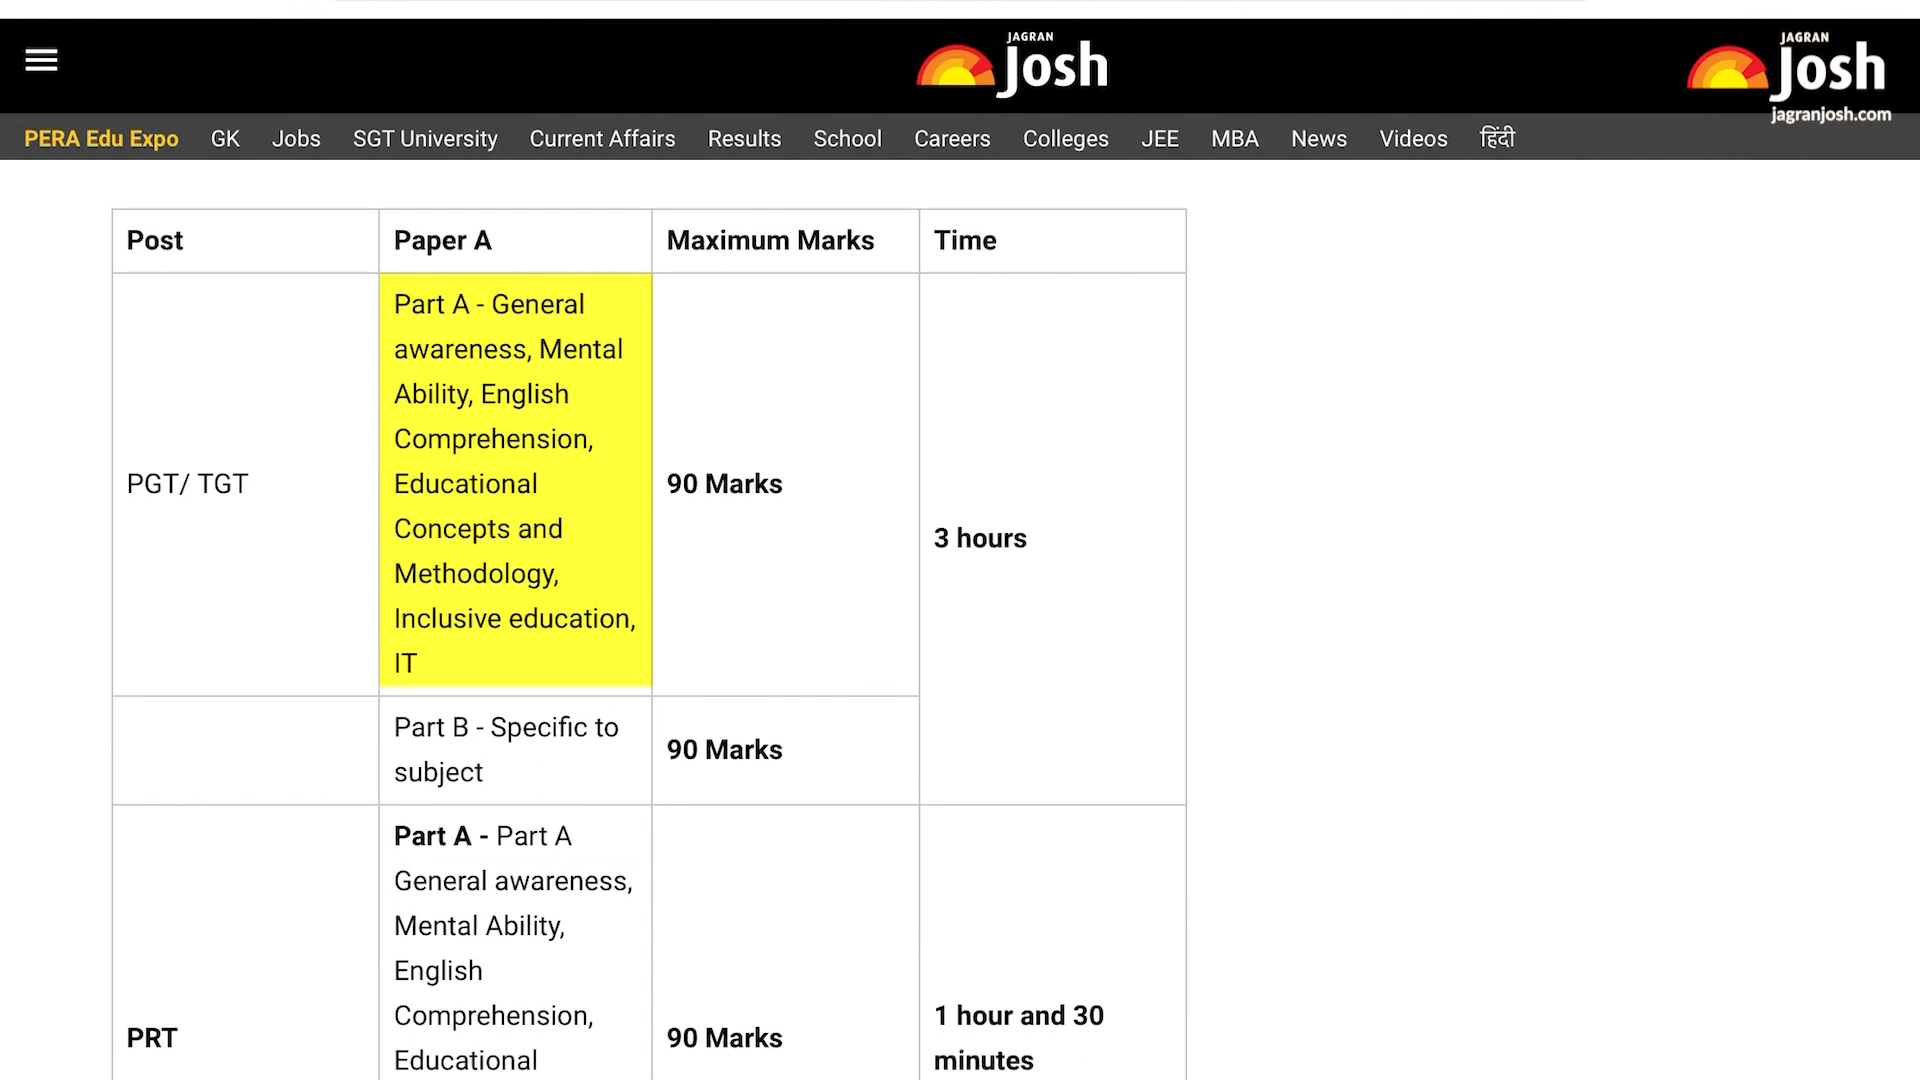 JAGRAN
Josh
JAGRAN
Josh
jagranjosh.com
PERA Edu Expo GK Jobs SGT University Current Affairs Results School Careers Colleges JEE MBA News Videos हिंदी
Post Paper A Maximum Marks Time
Part A - General
awareness, Mental
Ability, English
Comprehension,
PGT/ TGT Educational 90 Marks
Concepts and
3 hours
Methodology,
Inclusive education,
IT
Part B - Specific to
subject
90 Marks
Part A - Part A
General awareness,
Mental Ability,
English
Comprehension,
Educational
PRT
90 Marks
1 hour and 30
minutes